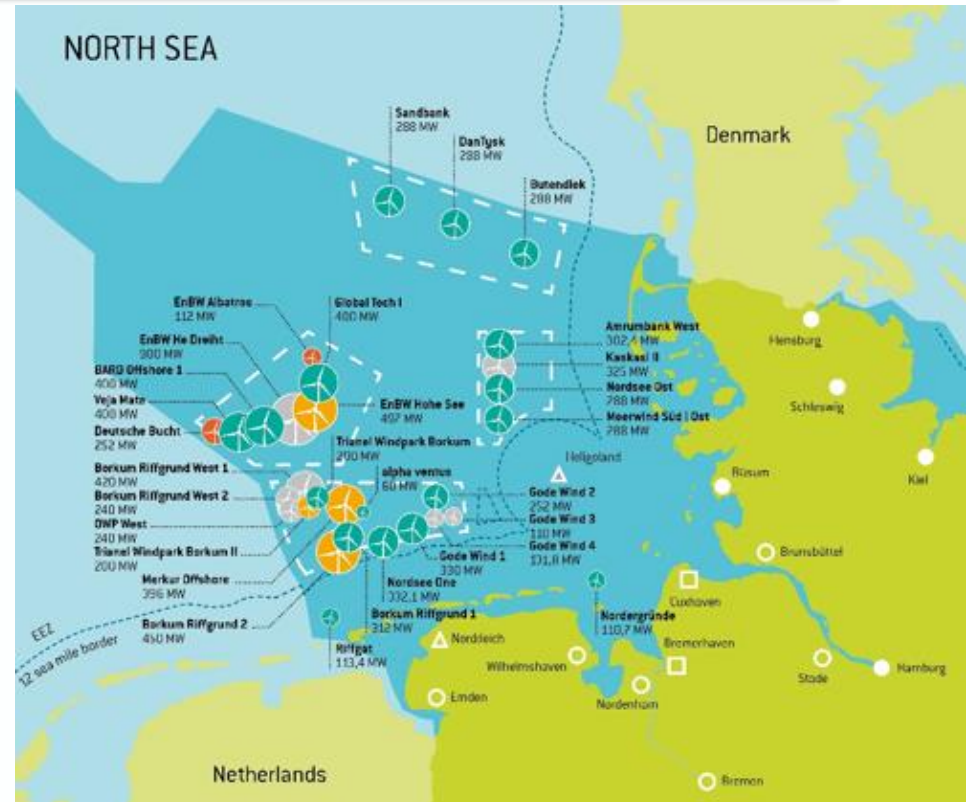 NORTH SEA
Sandbank
288 MW
DanTysk
288 MW
Butendiek
288 MW
Denmark
EnBW Albatros
112 MW
Global Tech I
400 MW
EnBW He Dreiht
900 MW
BARD Offshore 1
400 MW
Veja Mate
400 MW
Deutsche Bucht
252 MW
EnBW Hohe See
497 MW
Amrumbank West
302,4 MW
Kaskasi II
325 MW
Nordsee Ost
288 MW
Meerwind Süd | Ost
288 MW
Flensburg
Schleswig
Kiel
Trianel Windpark Borkum
200 MW
alpha ventus
60 MW
Helgoland
Büsum
Borkum Riffgrund West 1
420 MW
Borkum Riffgrund West 2
240 MW
OWP West
240 MW
Trianel Windpark Borkum II
200 MW
Merkur Offshore
396 MW
Borkum Riffgrund 2
450 MW
Gode Wind 2
252 MW
Gode Wind 3
110 MW
Gode Wind 4
131,8 MW
Gode Wind 1
330 MW
Nordsee One
332,1 MW
Borkum Riffgrund 1
312 MW
Riffgat
113,4 MW
Nordergründe
110,7 MW
Brunsbüttel
Cuxhaven
Bremerhaven
EEZ
12 sea mile border
Norddeich
Wilhelmshaven
Emden
Nordenham
Stade
Hamburg
Netherlands
Bremen